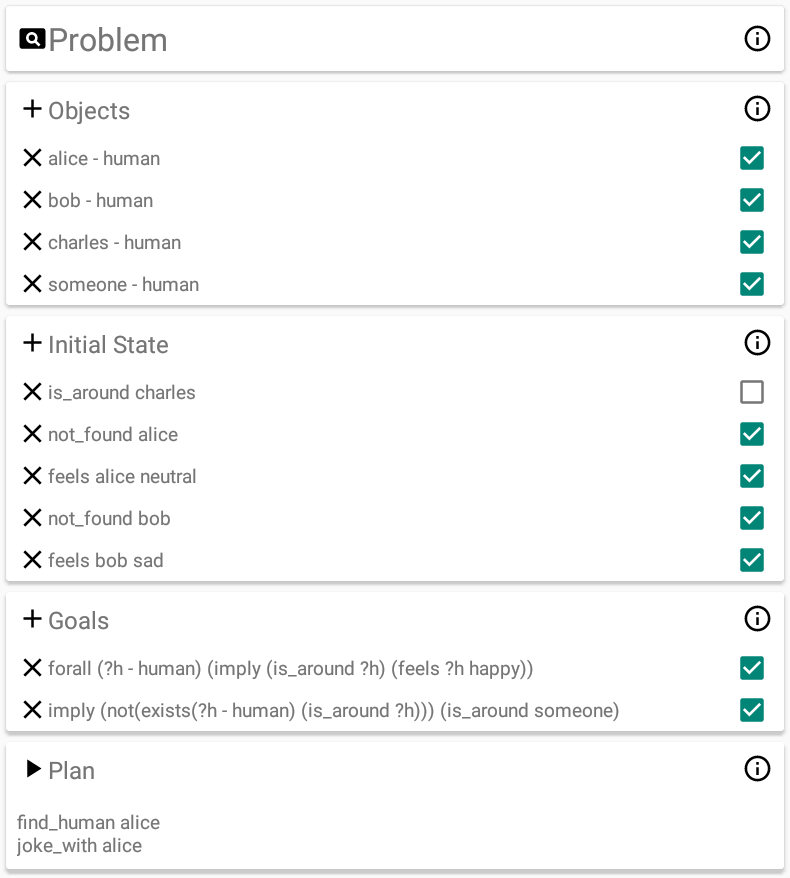 Problem
Objects
alice - human
bob - human
charles - human
someone - human
Initial State
is_around charles
not_found alice
feels alice neutral
not_found bob
feels bob sad
Goals
forall (?h - human) (imply (is_around ?h) (feels ?h happy))
imply (not(exists(?h - human) (is_around ?h))) (is_around someone)
Plan
find_human alice
joke_with alice